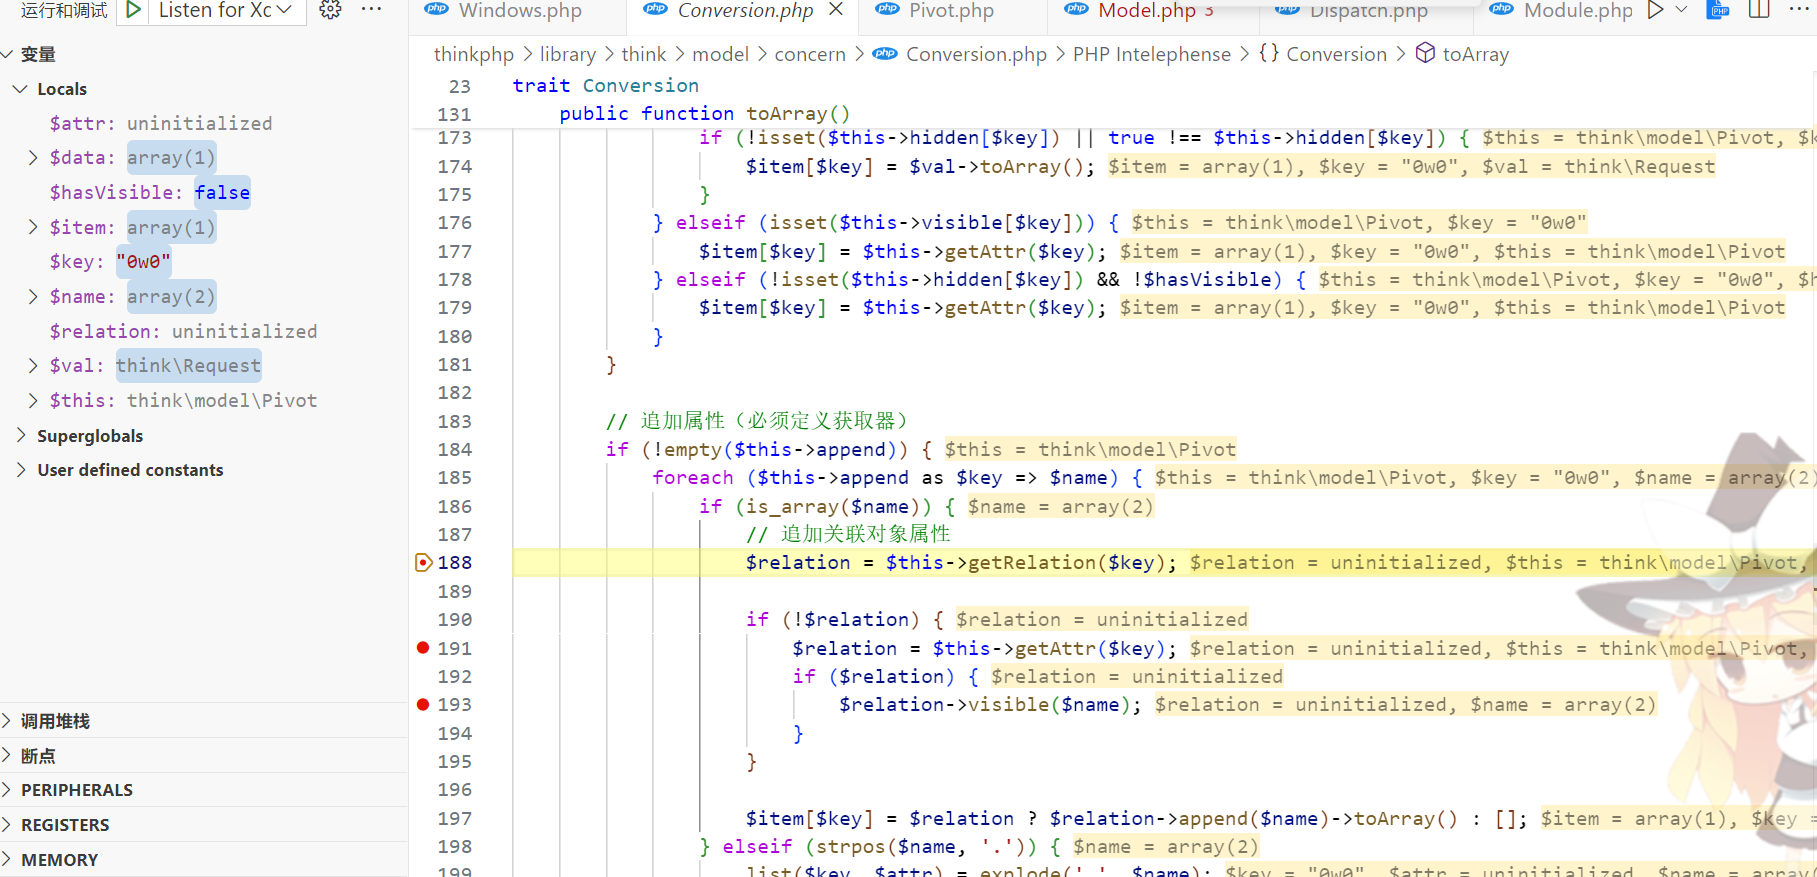 运行和调试 Listen for Xc ···
变量
Locals
$attr: uninitialized
$data: array(1)
$hasVisible: false
$item: array(1)
$key: "0w0"
$name: array(2)
$relation: uninitialized
$val: think\Request
$this: think\model\Pivot
Superglobals
User defined constants
调用堆栈
断点
PERIPHERALS
REGISTERS
MEMORY
php Windows.php php Conversion.php php Pivot.php php Model.php 3 php Dispatch.php php Module.php PHP ···
thinkphp > library > think > model > concern > php Conversion.php > PHP Intelephense > {} Conversion > toArray
23 trait Conversion
131 public function toArray()
173 if (!isset($this->hidden[$key]) || true !== $this->hidden[$key]) { $this = think\model\Pivot,
174 $item[$key] = $val->toArray(); $item = array(1), $key = "0w0", $val = think\Request
175 }
176 } elseif (isset($this->visible[$key])) { $this = think\model\Pivot, $key = "0w0"
177 $item[$key] = $this->getAttr($key); $item = array(1), $key = "0w0", $this = think\model\Pivot
178 } elseif (!isset($this->hidden[$key]) && !$hasVisible) { $this = think\model\Pivot, $key = "0w0",
179 $item[$key] = $this->getAttr($key); $item = array(1), $key = "0w0", $this = think\model\Pivot
180 }
181 }
182
183 // 追加属性（必须定义获取器）
184 if (!empty($this->append)) { $this = think\model\Pivot
185 foreach ($this->append as $key => $name) { $this = think\model\Pivot, $key = "0w0", $name = array(2)
186 if (is_array($name)) { $name = array(2)
187 // 追加关联对象属性
188 $relation = $this->getRelation($key); $relation = uninitialized, $this = think\model\Pivot,
189
190 if (!$relation) { $relation = uninitialized
191 $relation = $this->getAttr($key); $relation = uninitialized, $this = think\model\Pivot,
192 if ($relation) { $relation = uninitialized
193 $relation->visible($name); $relation = uninitialized, $name = array(2)
194 }
195 }
196
197 $item[$key] = $relation ? $relation->append($name)->toArray() : []; $item = array(1), $key =
198 } elseif (strpos($name, '.')) { $name = array(2)
199 list($key, $attr) = explode('.', $name); $key = "0w0", $attr = uninitialized, $name = array